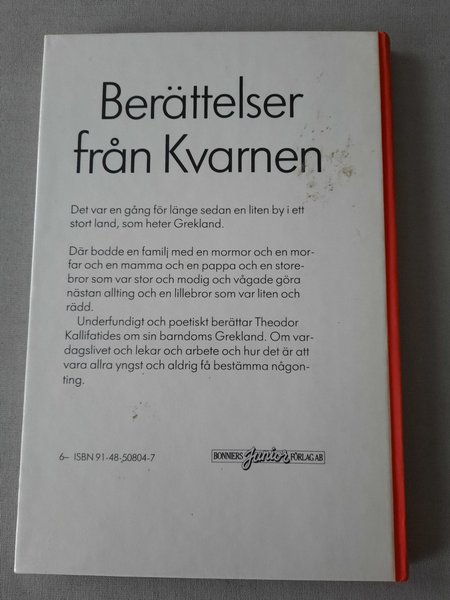 Berättelser
från Kvarnen
Det var en gång för länge sedan en liten by i ett
stort land, som heter Grekland.
Där bodde en familj med en mormor och en mor-
far och en mamma och en pappa och en store-
bror som var stor och modig och vågade göra
nästan allting och en lillebror som var liten och
rädd.
Underfundigt och poetiskt berättar Theodor
Kallifatides om sin barndoms Grekland. Om var-
dagslivet och lekar och arbete och hur det är att
vara allra yngst och aldrig få bestämma någon-
ting.
6– ISBN 91-48-50804-7
BONNIERS Junior FÖRLAG AB